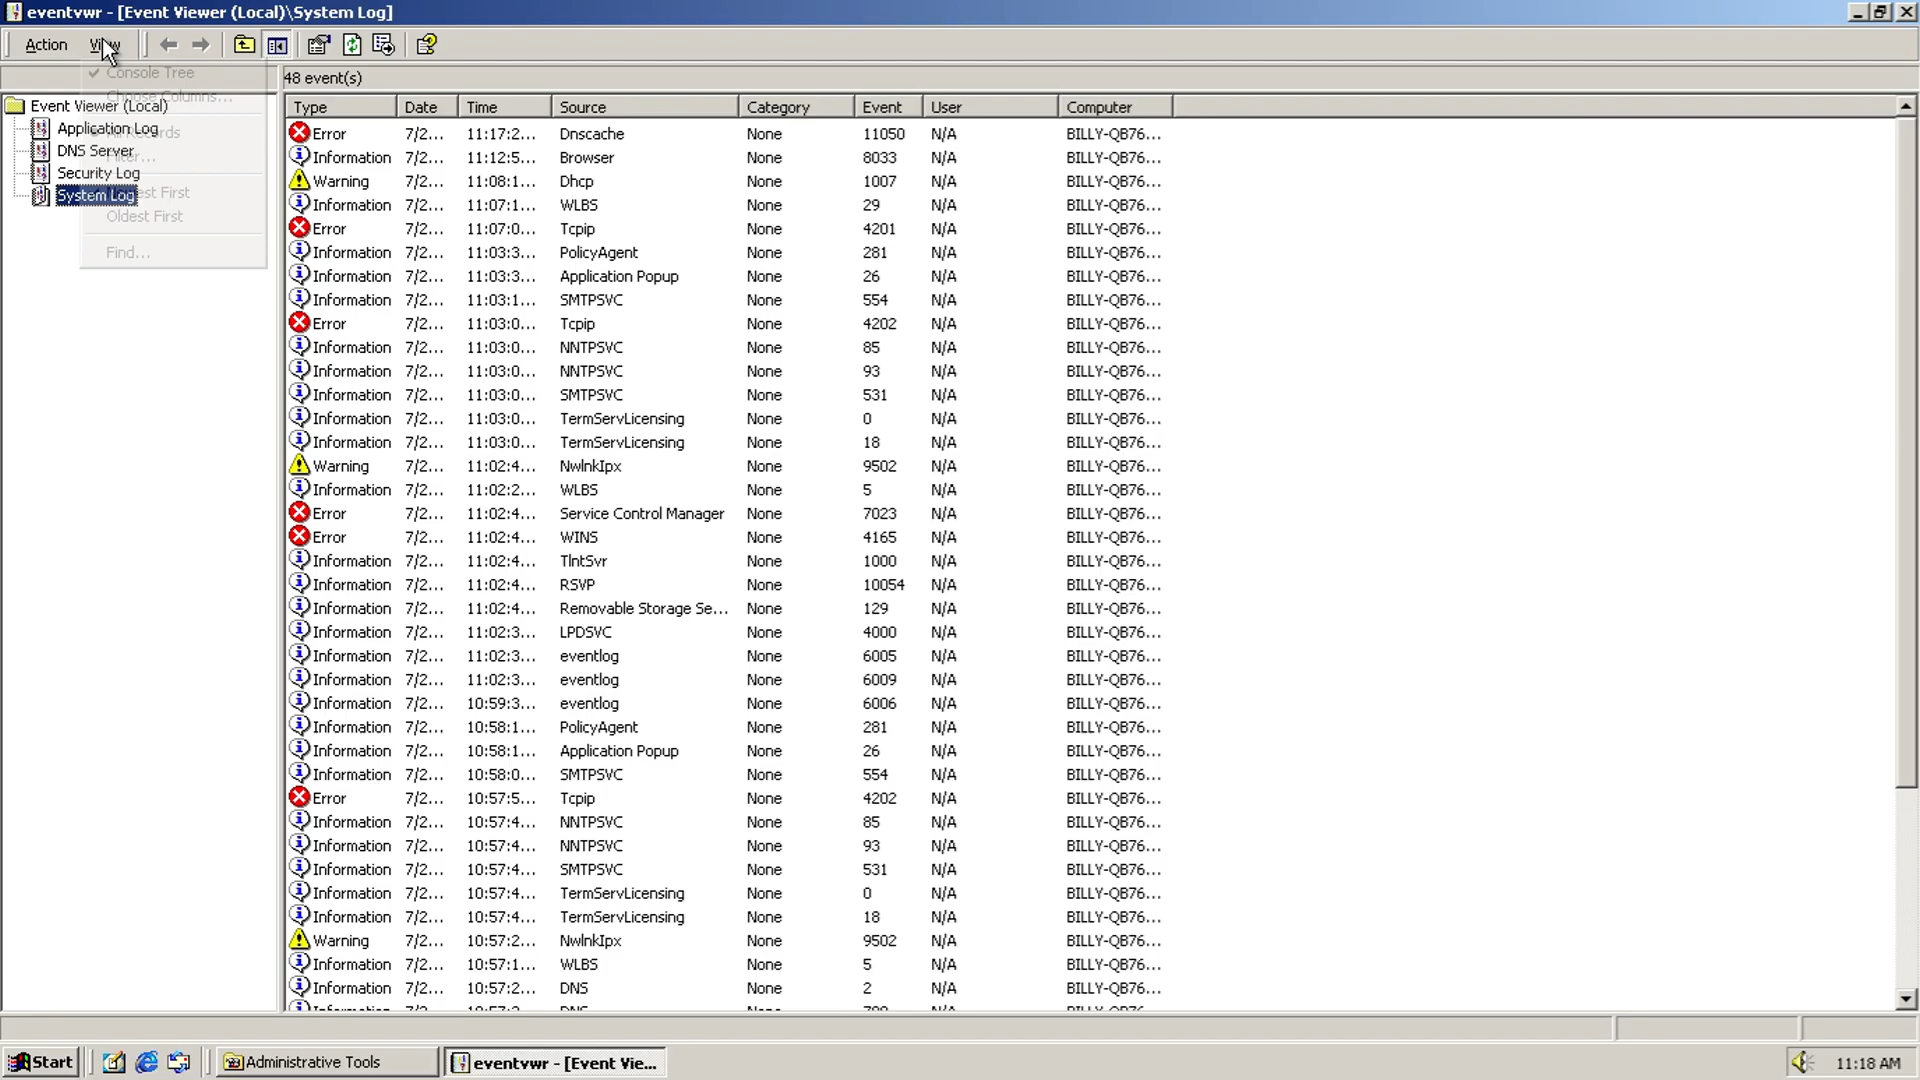 eventvwr - [Event Viewer (Local)\System Log]
Action View
48 event(s)
Console Tree
Choose Columns...
Event Viewer (Local)
Application Log
All Records
DNS Server
Filter...
Security Log
System Log
Oldest First
Find...
Type Date Time Source Category Event User Computer
Error 7/2... 11:17:2... Dnscache None 11050 N/A BILLY-QB76...
Information 7/2... 11:12:5... Browser None 8033 N/A BILLY-QB76...
Warning 7/2... 11:08:1... Dhcp None 1007 N/A BILLY-QB76...
Information 7/2... 11:07:1... WLBS None 29 N/A BILLY-QB76...
Error 7/2... 11:07:0... Tcpip None 4201 N/A BILLY-QB76...
Information 7/2... 11:03:3... PolicyAgent None 281 N/A BILLY-QB76...
Information 7/2... 11:03:3... Application Popup None 26 N/A BILLY-QB76...
Information 7/2... 11:03:1... SMTPSVC None 554 N/A BILLY-QB76...
Error 7/2... 11:03:0... Tcpip None 4202 N/A BILLY-QB76...
Information 7/2... 11:03:0... NNTPSVC None 85 N/A BILLY-QB76...
Information 7/2... 11:03:0... NNTPSVC None 93 N/A BILLY-QB76...
Information 7/2... 11:03:0... SMTPSVC None 531 N/A BILLY-QB76...
Information 7/2... 11:03:0... TermServLicensing None 0 N/A BILLY-QB76...
Information 7/2... 11:03:0... TermServLicensing None 18 N/A BILLY-QB76...
Warning 7/2... 11:02:4... NwlnkIpx None 9502 N/A BILLY-QB76...
Information 7/2... 11:02:2... WLBS None 5 N/A BILLY-QB76...
Error 7/2... 11:02:4... Service Control Manager None 7023 N/A BILLY-QB76...
Error 7/2... 11:02:4... WINS None 4165 N/A BILLY-QB76...
Information 7/2... 11:02:4... TlntSvr None 1000 N/A BILLY-QB76...
Information 7/2... 11:02:4... RSVP None 10054 N/A BILLY-QB76...
Information 7/2... 11:02:4... Removable Storage Se... None 129 N/A BILLY-QB76...
Information 7/2... 11:02:3... LPDSVC None 4000 N/A BILLY-QB76...
Information 7/2... 11:02:3... eventlog None 6005 N/A BILLY-QB76...
Information 7/2... 11:02:3... eventlog None 6009 N/A BILLY-QB76...
Information 7/2... 10:59:3... eventlog None 6006 N/A BILLY-QB76...
Information 7/2... 10:58:1... PolicyAgent None 281 N/A BILLY-QB76...
Information 7/2... 10:58:1... Application Popup None 26 N/A BILLY-QB76...
Information 7/2... 10:58:0... SMTPSVC None 554 N/A BILLY-QB76...
Error 7/2... 10:57:5... Tcpip None 4202 N/A BILLY-QB76...
Information 7/2... 10:57:4... NNTPSVC None 85 N/A BILLY-QB76...
Information 7/2... 10:57:4... NNTPSVC None 93 N/A BILLY-QB76...
Information 7/2... 10:57:4... SMTPSVC None 531 N/A BILLY-QB76...
Information 7/2... 10:57:4... TermServLicensing None 0 N/A BILLY-QB76...
Information 7/2... 10:57:4... TermServLicensing None 18 N/A BILLY-QB76...
Warning 7/2... 10:57:2... NwlnkIpx None 9502 N/A BILLY-QB76...
Information 7/2... 10:57:1... WLBS None 5 N/A BILLY-QB76...
Information 7/2... 10:57:2... DNS None 2 N/A BILLY-QB76...
Start Administrative Tools eventvwr - [Event Vie... 11:18 AM